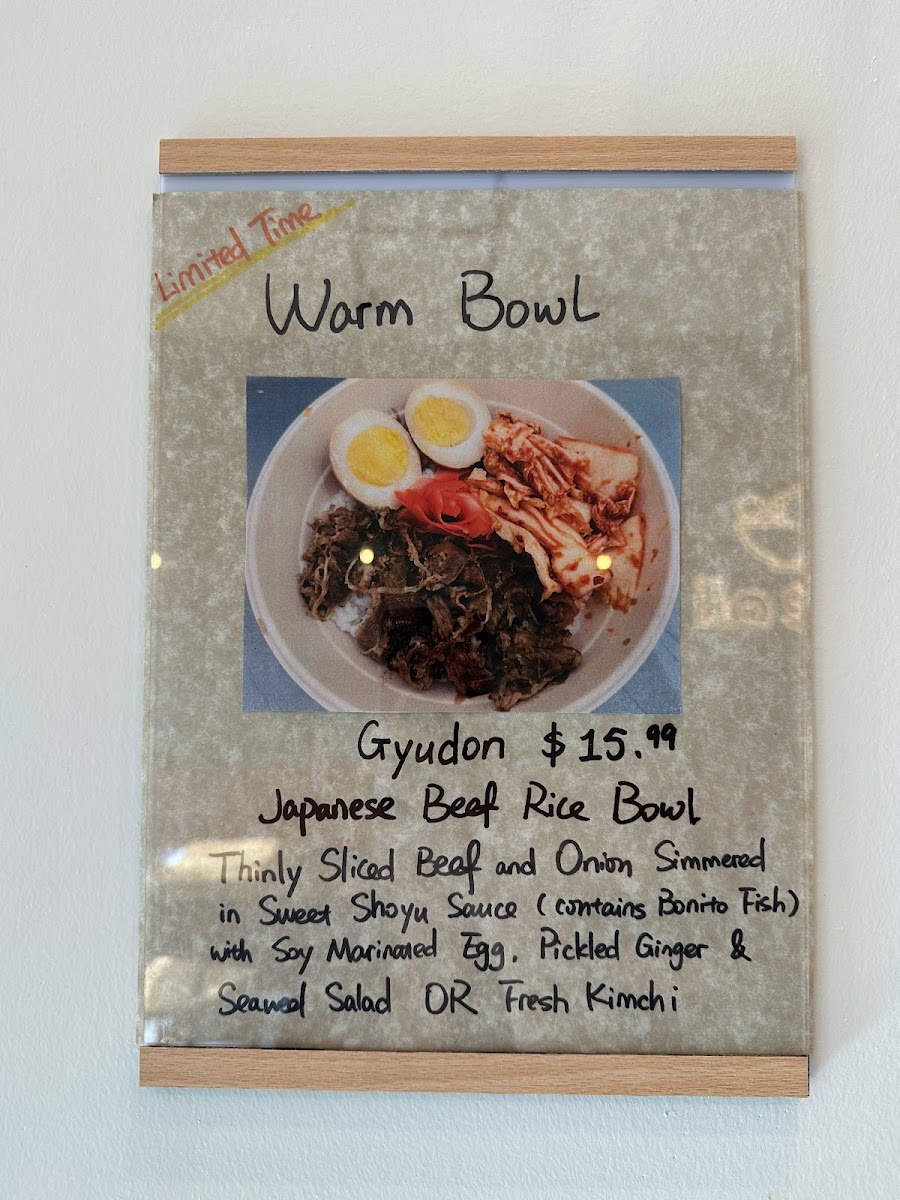 Limited Time
Warm Bowl
Gyudon $15.99
Japanese Beef Rice Bowl
Thinly Sliced Beef and Onion Simmered
in Sweet Shoyu Sauce (contains Bonito Fish)
with Soy Marinated Egg, Pickled Ginger &
Seaweed Salad OR Fresh Kimchi